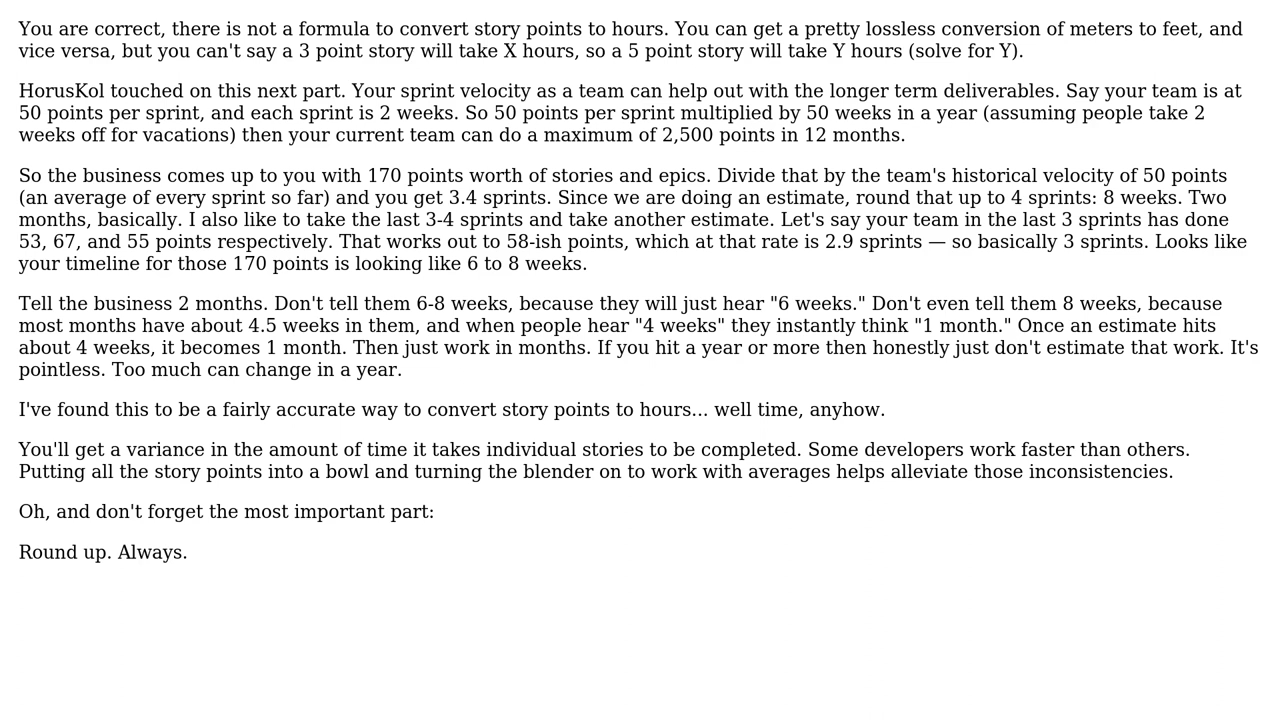 You are correct, there is not a formula to convert story points to hours. You can get a pretty lossless conversion of meters to feet, and
vice versa, but you can't say a 3 point story will take X hours, so a 5 point story will take Y hours (solve for Y).
HorusKol touched on this next part. Your sprint velocity as a team can help out with the longer term deliverables. Say your team is at
50 points per sprint, and each sprint is 2 weeks. So 50 points per sprint multiplied by 50 weeks in a year (assuming people take 2
weeks off for vacations) then your current team can do a maximum of 2,500 points in 12 months.
So the business comes up to you with 170 points worth of stories and epics. Divide that by the team's historical velocity of 50 points
(an average of every sprint so far) and you get 3.4 sprints. Since we are doing an estimate, round that up to 4 sprints: 8 weeks. Two
months, basically. I also like to take the last 3-4 sprints and take another estimate. Let's say your team in the last 3 sprints has done
53, 67, and 55 points respectively. That works out to 58-ish points, which at that rate is 2.9 sprints — so basically 3 sprints. Looks like
your timeline for those 170 points is looking like 6 to 8 weeks.
Tell the business 2 months. Don't tell them 6-8 weeks, because they will just hear "6 weeks." Don't even tell them 8 weeks, because
most months have about 4.5 weeks in them, and when people hear "4 weeks" they instantly think "1 month." Once an estimate hits
about 4 weeks, it becomes 1 month. Then just work in months. If you hit a year or more then honestly just don't estimate that work. It's
pointless. Too much can change in a year.
I've found this to be a fairly accurate way to convert story points to hours... well time, anyhow.
You'll get a variance in the amount of time it takes individual stories to be completed. Some developers work faster than others.
Putting all the story points into a bowl and turning the blender on to work with averages helps alleviate those inconsistencies.
Oh, and don't forget the most important part:
Round up. Always.